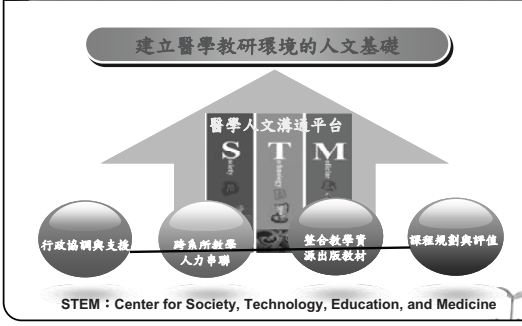 建立醫學教研環境的人文基礎
醫學人文溝通平台
S T M
ociety echnology edicine
行政協調與支援
跨系所教學
人力串聯
整合教學資
源出版教材
課程規劃與評值
STEM：Center for Society, Technology, Education, and Medicine